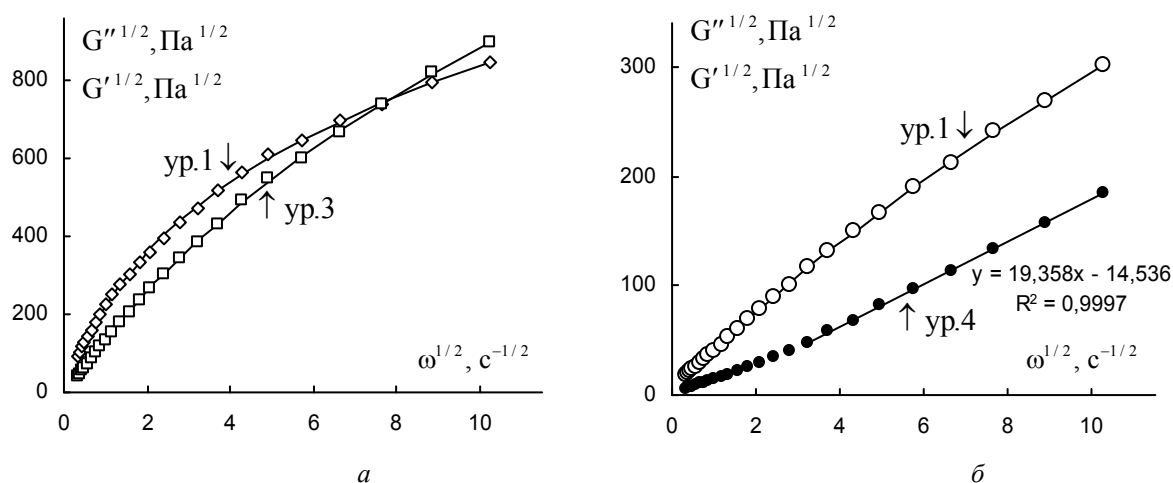 G′′ 1/2, Па 1/2
G′ 1/2, Па 1/2
800
600
400
200
0
0 2 4 6 8 10
ур.1 ↓
↑ ур.3
ω1/2, с−1/2
а
G′′ 1/2, Па 1/2
G′ 1/2, Па 1/2
300
200
100
0
0 2 4 6 8 10
ур.1 ↓
y = 19,358x - 14,536
R2 = 0,9997
↑ ур.4
ω1/2, с−1/2
б